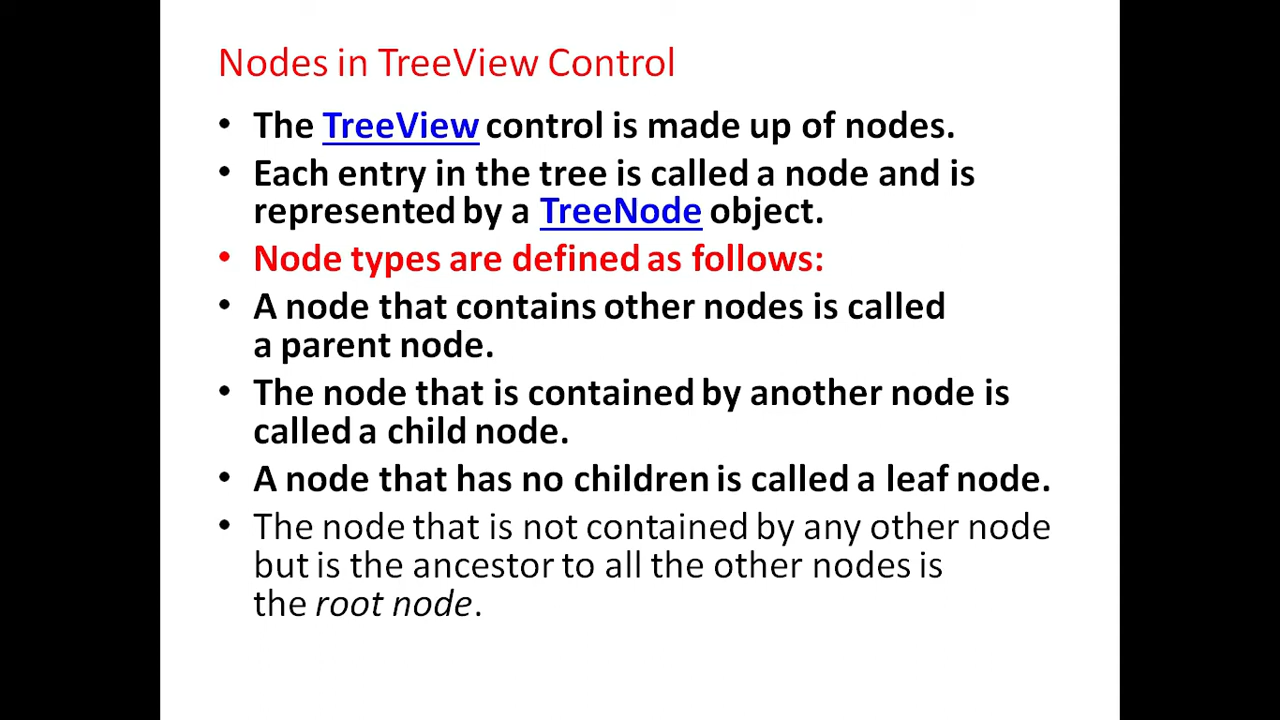 Nodes in TreeView Control
• The TreeView control is made up of nodes.
• Each entry in the tree is called a node and is
represented by a TreeNode object.
• Node types are defined as follows:
• A node that contains other nodes is called
a parent node.
• The node that is contained by another node is
called a child node.
• A node that has no children is called a leaf node.
• The node that is not contained by any other node
but is the ancestor to all the other nodes is
the root node.